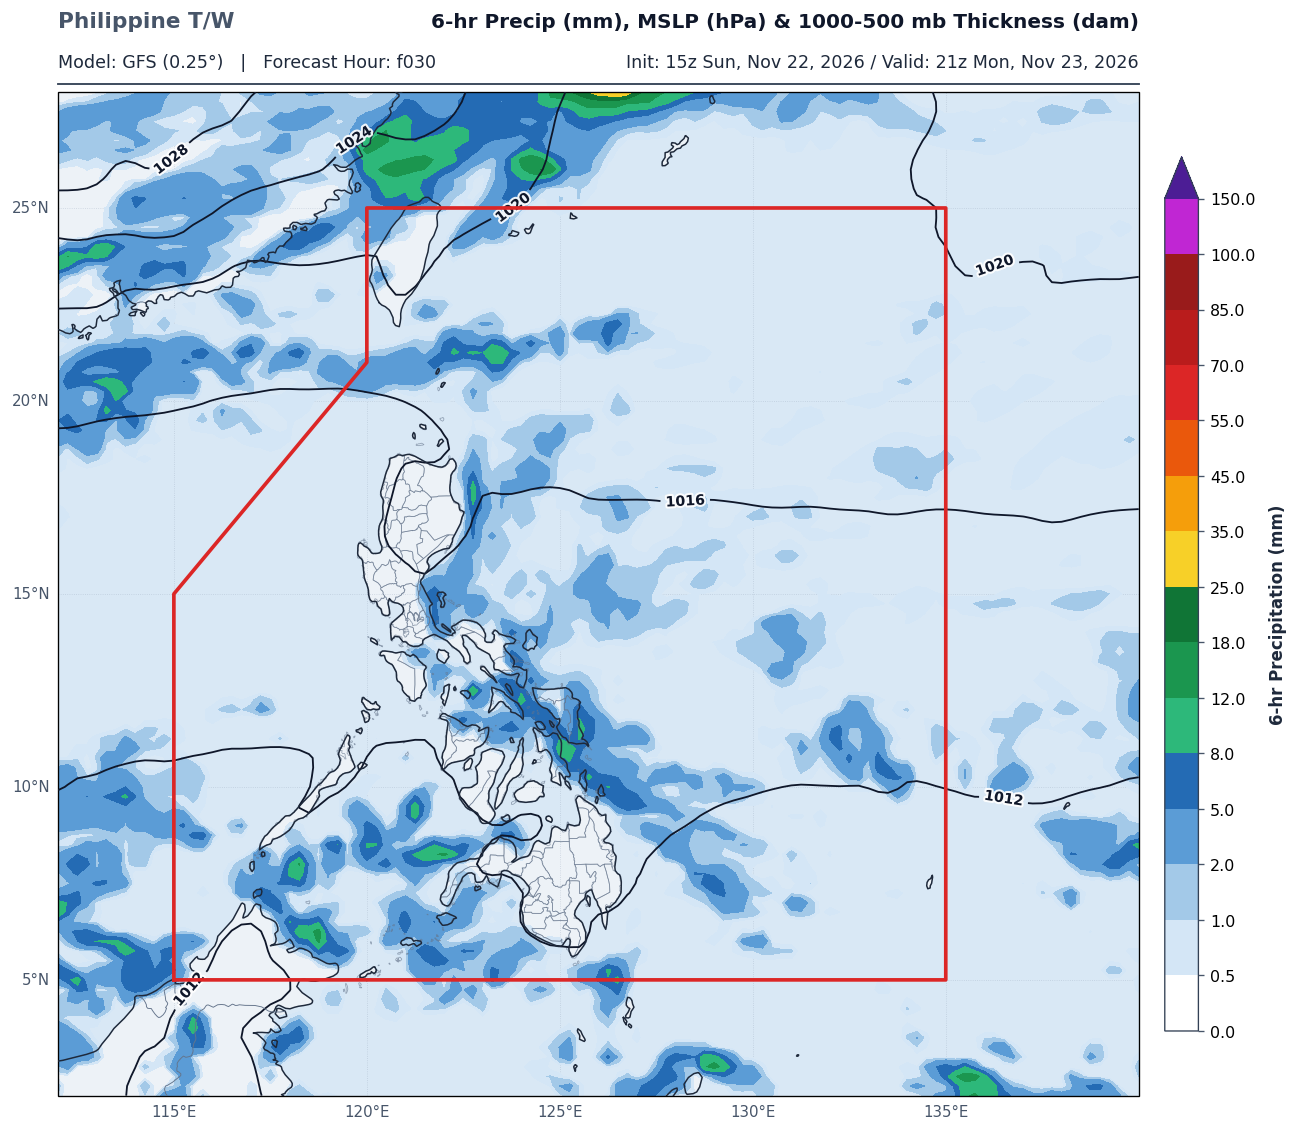 Philippine T/W
6-hr Precip (mm), MSLP (hPa) & 1000-500 mb Thickness (dam)
Model: GFS (0.25°) | Forecast Hour: f030
Init: 15z Sun, Nov 22, 2026 / Valid: 21z Mon, Nov 23, 2026
1028
1024
1020
1020
1016
1012
1012
25°N
20°N
15°N
10°N
5°N
115°E
120°E
125°E
130°E
135°E
150.0
100.0
85.0
70.0
55.0
45.0
35.0
25.0
18.0
12.0
8.0
5.0
2.0
1.0
0.5
0.0
6-hr Precipitation (mm)